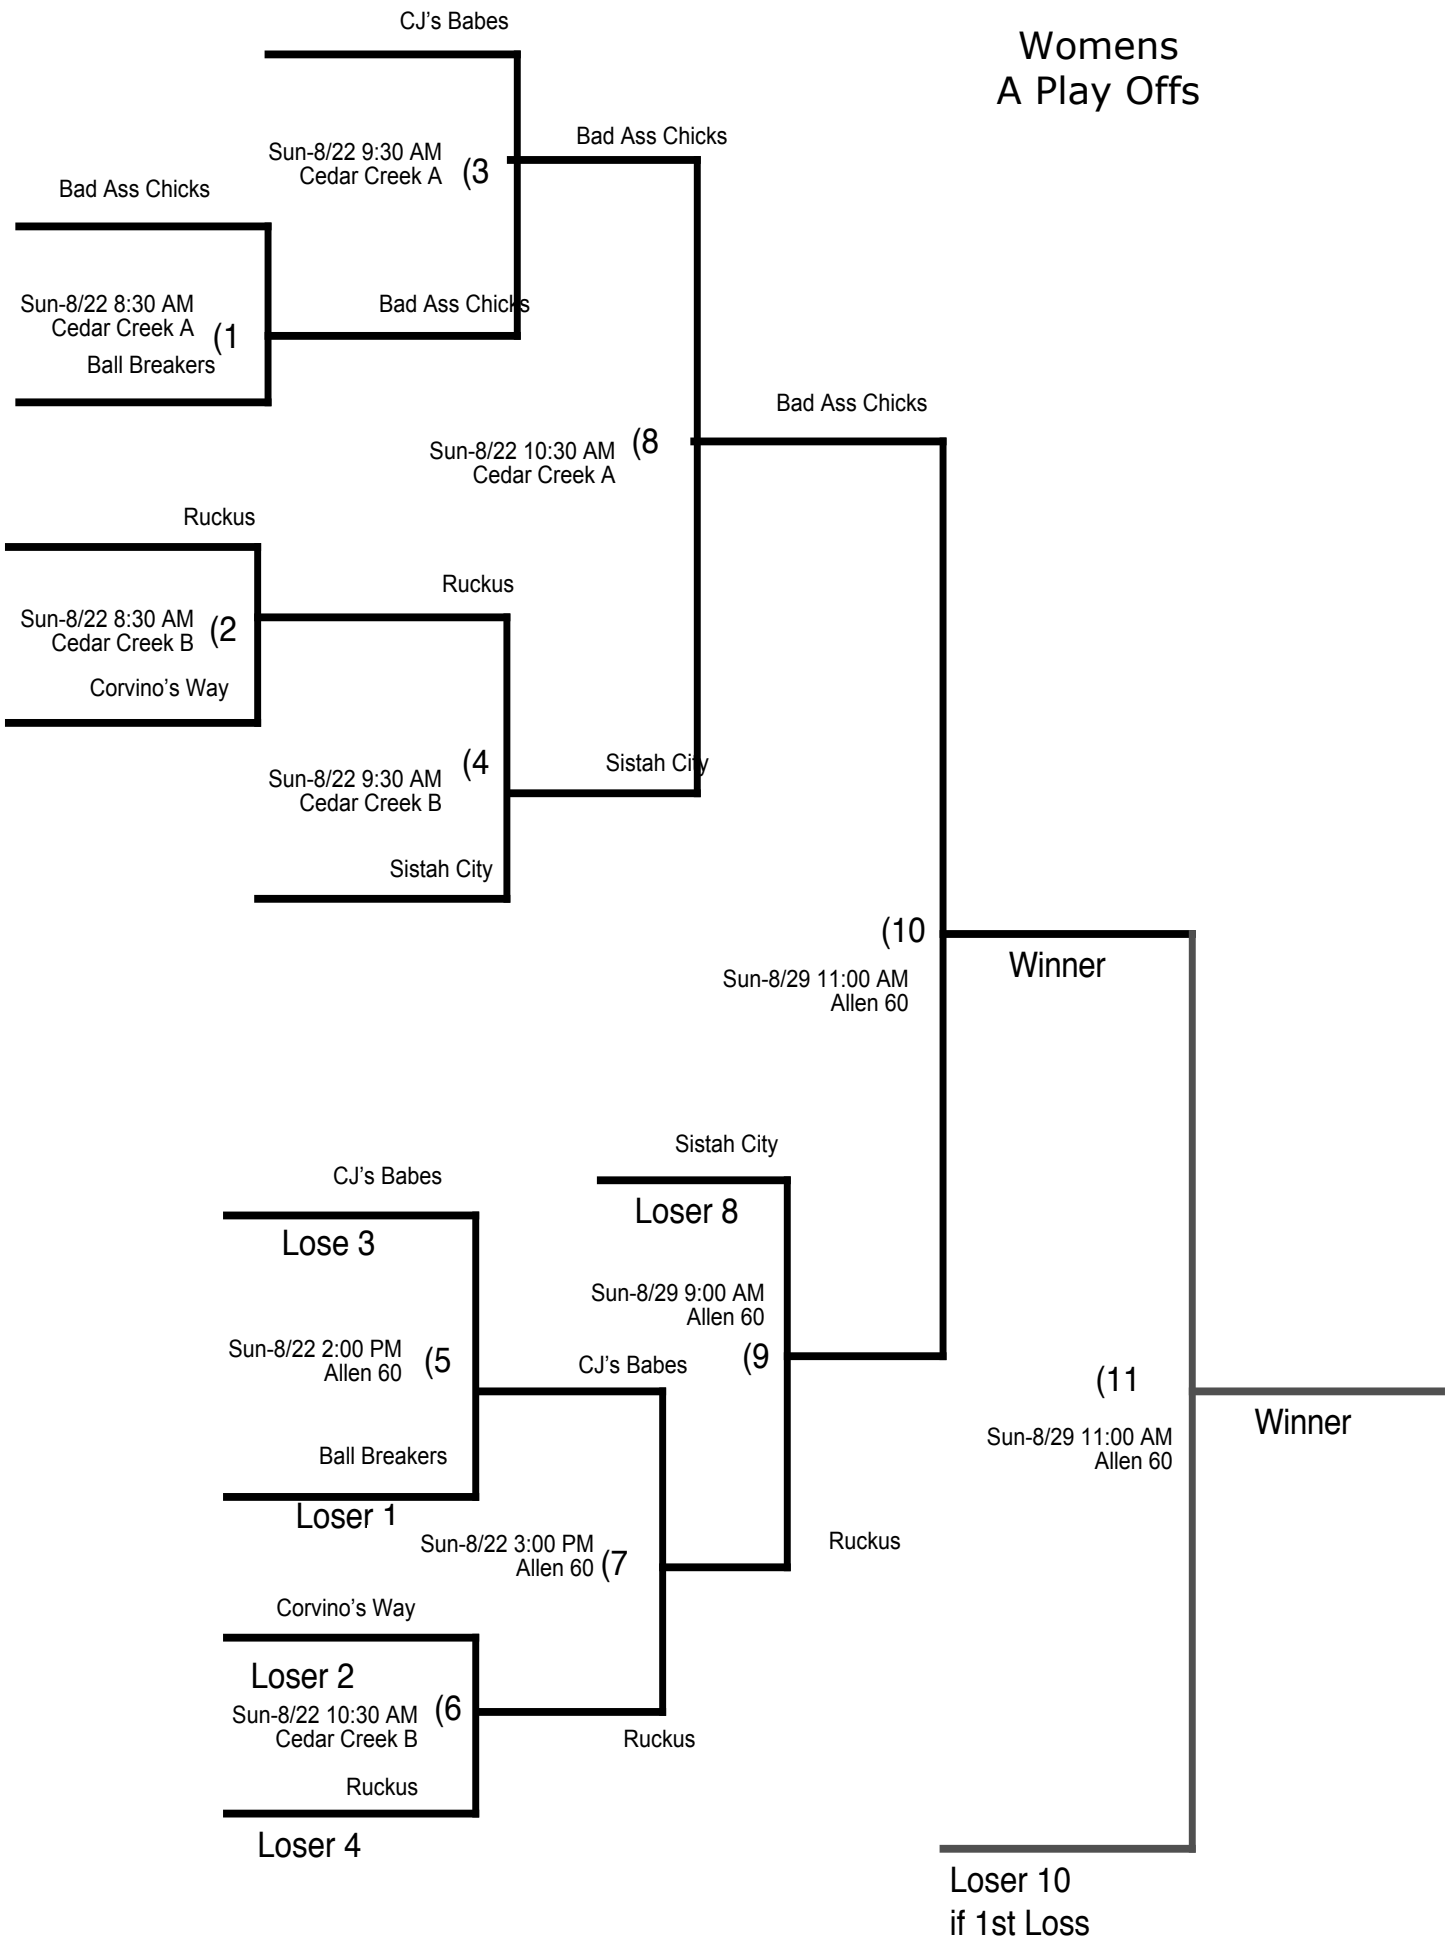 CJ's Babes
Womens
A Play Offs
Bad Ass Chicks
Sun-8/22 9:30 AM
Cedar Creek A
(3
Bad Ass Chicks
Sun-8/22 8:30 AM
Cedar Creek A
(1
Bad Ass Chicks
Ball Breakers
Bad Ass Chicks
Sun-8/22 10:30 AM
Cedar Creek A
(8
Ruckus
Ruckus
Sun-8/22 8:30 AM
Cedar Creek B
(2
Corvino's Way
Sun-8/22 9:30 AM
Cedar Creek B
(4
Sistah City
Sistah City
(10
Winner
Sun-8/29 11:00 AM
Allen 60
Sistah City
CJ's Babes
Loser 8
Lose 3
Sun-8/29 9:00 AM
Allen 60
(9
Sun-8/22 2:00 PM
Allen 60
(5
CJ's Babes
(11
Winner
Sun-8/29 11:00 AM
Allen 60
Ball Breakers
Loser 1
Sun-8/22 3:00 PM
Allen 60
(7
Ruckus
Corvino's Way
Loser 2
Sun-8/22 10:30 AM
Cedar Creek B
(6
Ruckus
Ruckus
Loser 4
Loser 10
if 1st Loss